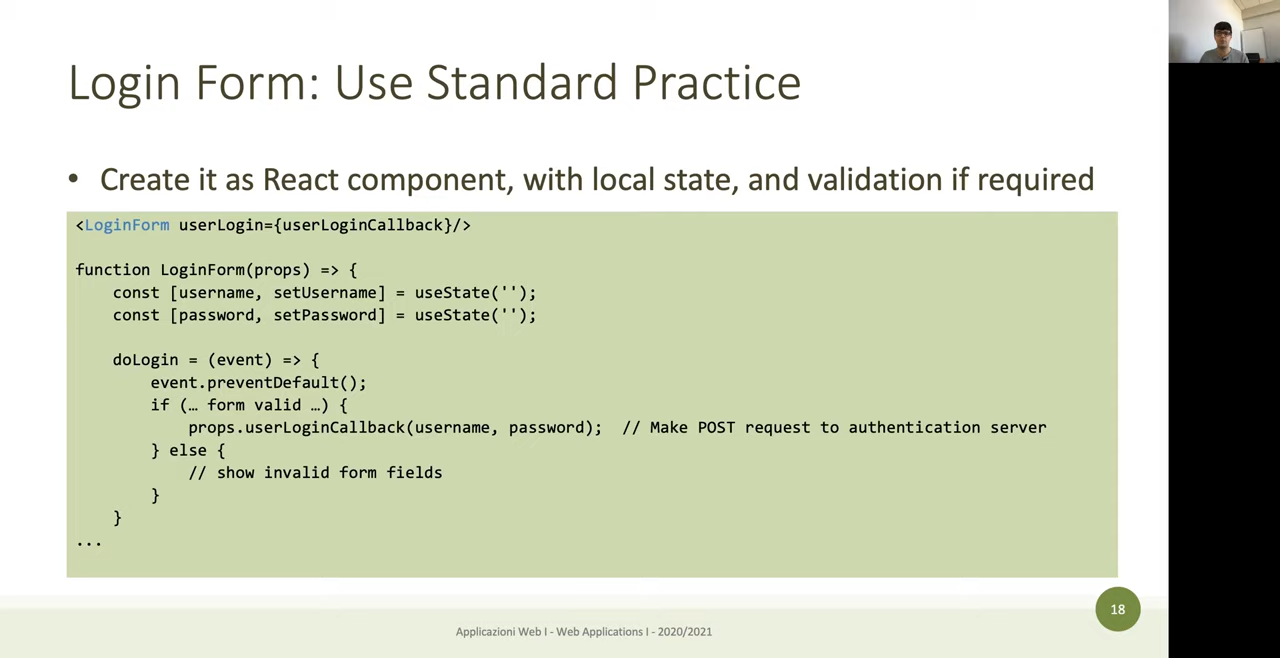 Login Form: Use Standard Practice
• Create it as React component, with local state, and validation if required
<LoginForm userLogin={userLoginCallback}/>
function LoginForm(props) => {
const [username, setUsername] = useState('');
const [password, setPassword] = useState('');
doLogin = (event) => {
event.preventDefault();
if (… form valid …) {
props.userLoginCallback(username, password); // Make POST request to authentication server
} else {
// show invalid form fields
}
}
...
18
Applicazioni Web I - Web Applications I - 2020/2021